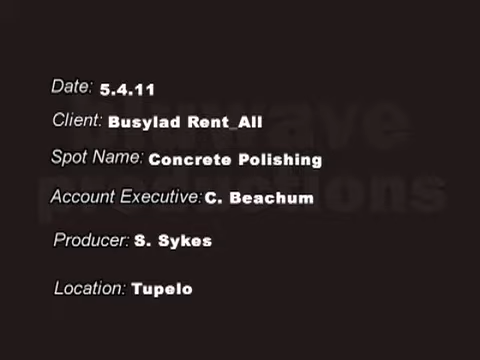 Date: 5.4.11
Client: Busylad Rent_All
Spot Name: Concrete Polishing
Account Executive: C. Beachum
Producer: S. Sykes
Location: Tupelo